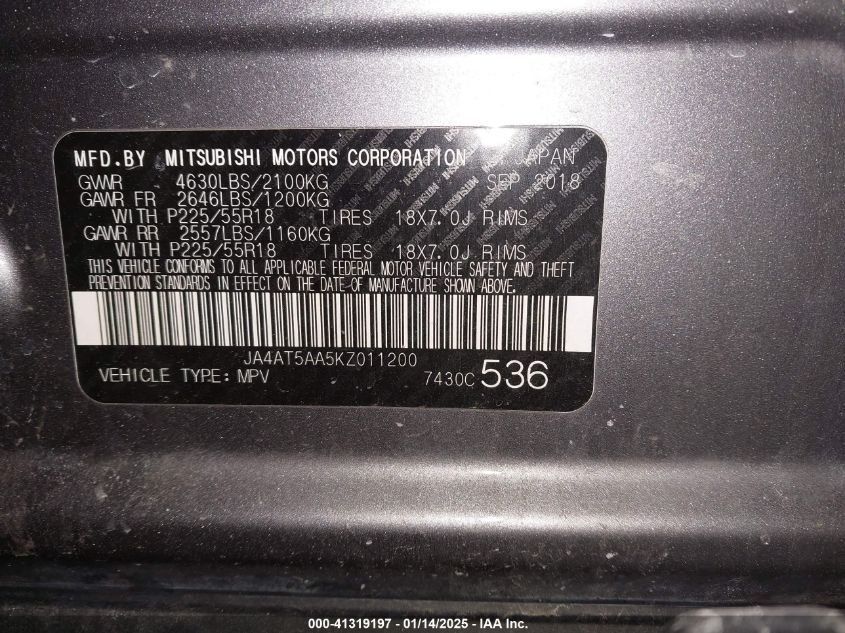 MFD.BY MITSUBISHI MOTORS CORPORATION JAPAN
GVWR 4630LBS/2100KG SEP 2018
GAWR FR 2646LBS/1200KG
WITH P225/55R18 TIRES 18X7.0J RIMS
GAWR RR 2557LBS/1160KG
WITH P225/55R18 TIRES 18X7.0J RIMS
THIS VEHICLE CONFORMS TO ALL APPLICABLE FEDERAL MOTOR VEHICLE SAFETY AND THEFT
PREVENTION STANDARDS IN EFFECT ON THE DATE OF MANUFACTURE SHOWN ABOVE.
JA4AT5AA5KZ011200
VEHICLE TYPE: MPV 7430C 536
000-41319197 - 01/14/2025 - IAA Inc.